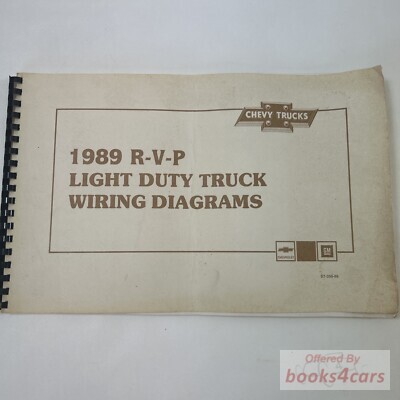 CHEVY TRUCKS
1989 R-V-P
LIGHT DUTY TRUCK
WIRING DIAGRAMS
GM
Offered By
books4cars